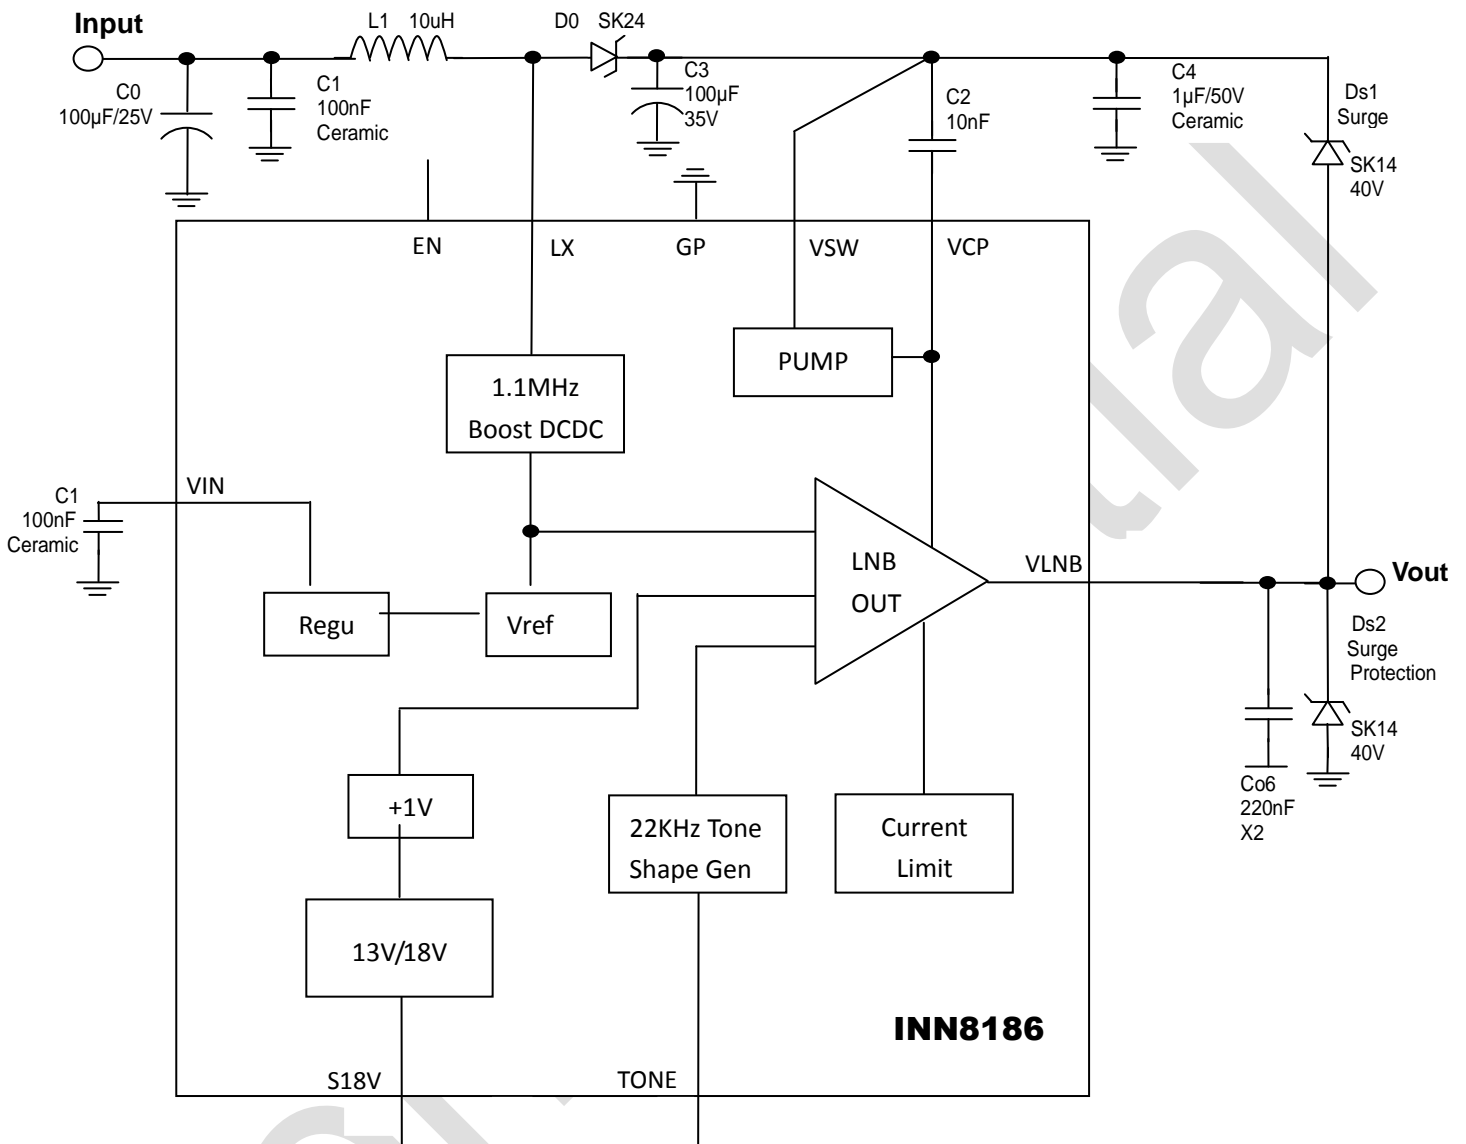 Input
L1 10uH
D0 SK24
C0
100µF/25V
C1
100nF
Ceramic
C3
100µF
35V
C2
10nF
C4
1µF/50V
Ceramic
Ds1
Surge
SK14
40V
EN
LX
GP
VSW
VCP
PUMP
1.1MHz
Boost DCDC
VIN
C1
100nF
Ceramic
Regu
Vref
LNB
OUT
VLNB
Vout
Ds2
Surge
Protection
SK14
40V
Co6
220nF
X2
+1V
22KHz Tone
Shape Gen
Current
Limit
13V/18V
INN8186
S18V
TONE